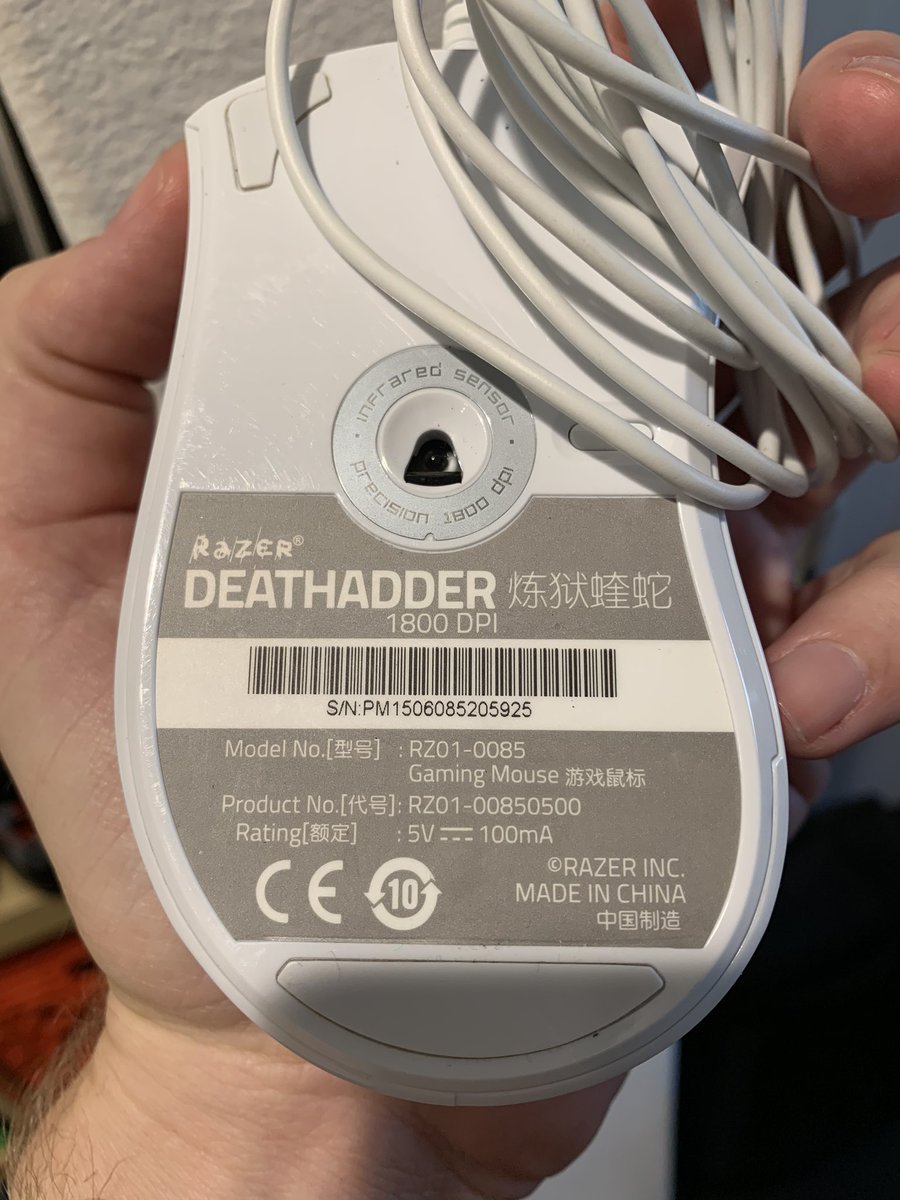 infrared sensor
precision 1800 dpi
RAZER®
DEATHADDER 炼狱蝰蛇
1800 DPI
S/N:PM1506085205925
Model No.[型号] : RZ01-0085
Gaming Mouse 游戏鼠标
Product No.[代号]: RZ01-00850500
Rating[额定] : 5V⎓100mA
©RAZER INC.
CE 10 MADE IN CHINA
中国制造